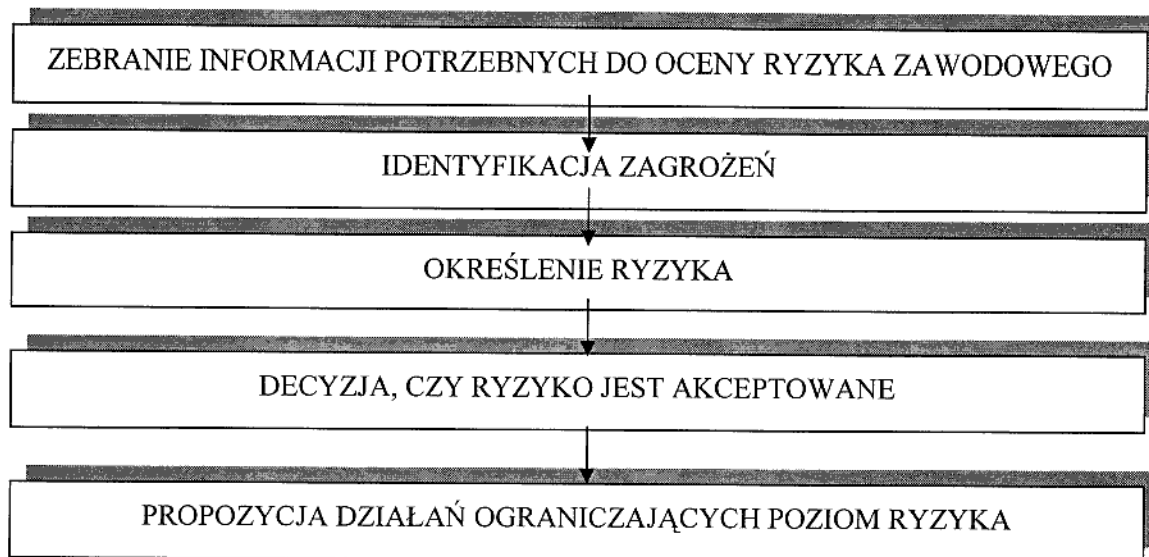 ZEBRANIE INFORMACJI POTRZEBNYCH DO OCENY RYZYKA ZAWODOWEGO
IDENTYFIKACJA ZAGROŻEŃ
OKREŚLENIE RYZYKA
DECYZJA, CZY RYZYKO JEST AKCEPTOWANE
PROPOZYCJA DZIAŁAŃ OGRANICZAJĄCYCH POZIOM RYZYKA